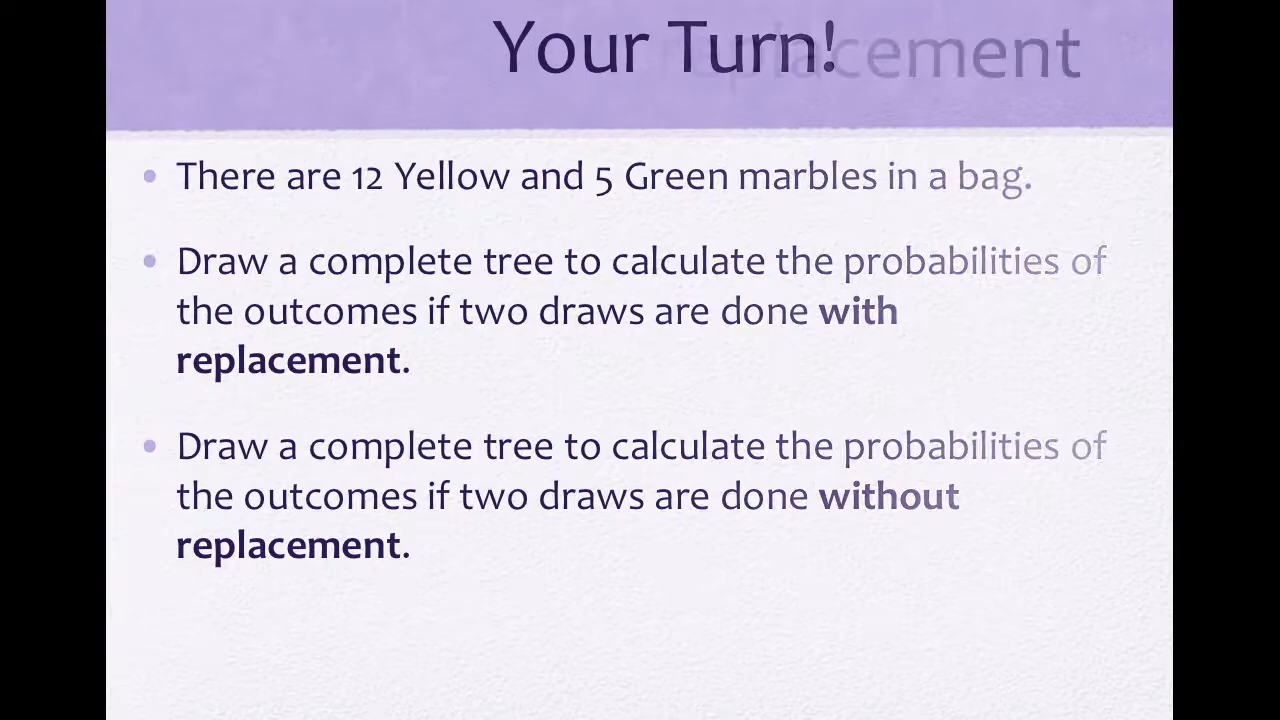 Your Turn!
There are 12 Yellow and 5 Green marbles in a bag.
Draw a complete tree to calculate the probabilities of
the outcomes if two draws are done with
replacement.
Draw a complete tree to calculate the probabilities of
the outcomes if two draws are done without
replacement.